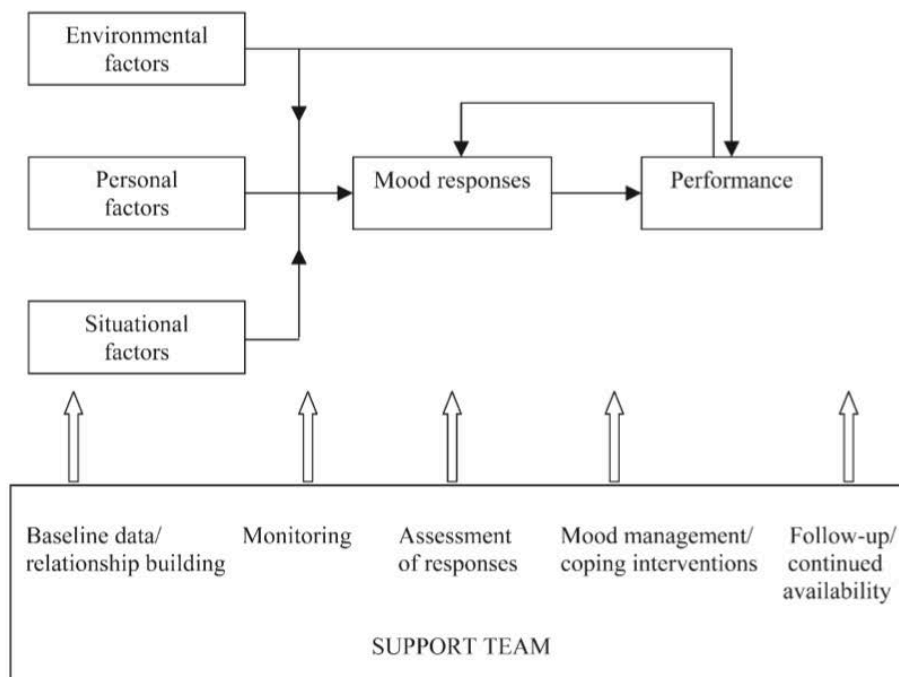 Environmental
factors
Personal
factors
Mood responses
Performance
Situational
factors
Baseline data/
relationship building
Monitoring
Assessment
of responses
Mood management/
coping interventions
Follow-up/
continued
availability
SUPPORT TEAM